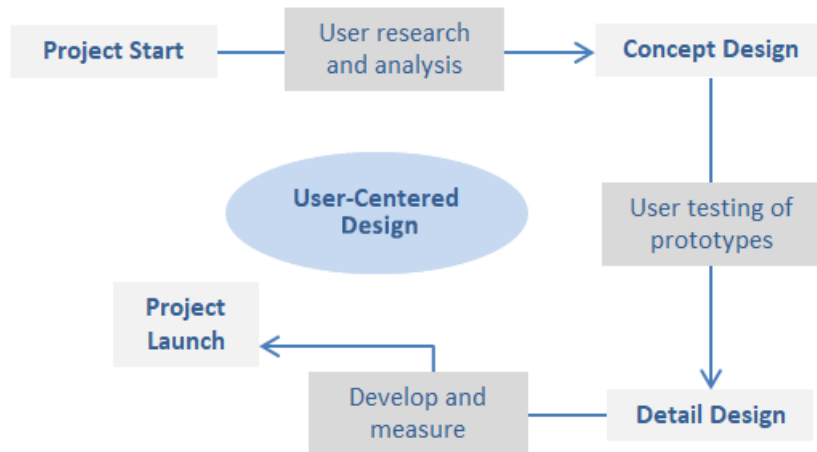 Project Start
User research
and analysis
Concept Design
User-Centered
Design
User testing of
prototypes
Project
Launch
Develop and
measure
Detail Design